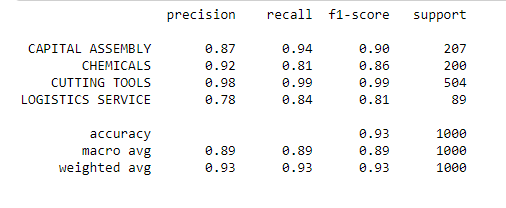 precision recall f1-score support
CAPITAL ASSEMBLY 0.87 0.94 0.90 207
CHEMICALS 0.92 0.81 0.86 200
CUTTING TOOLS 0.98 0.99 0.99 504
LOGISTICS SERVICE 0.78 0.84 0.81 89
accuracy 0.93 1000
macro avg 0.89 0.89 0.89 1000
weighted avg 0.93 0.93 0.93 1000